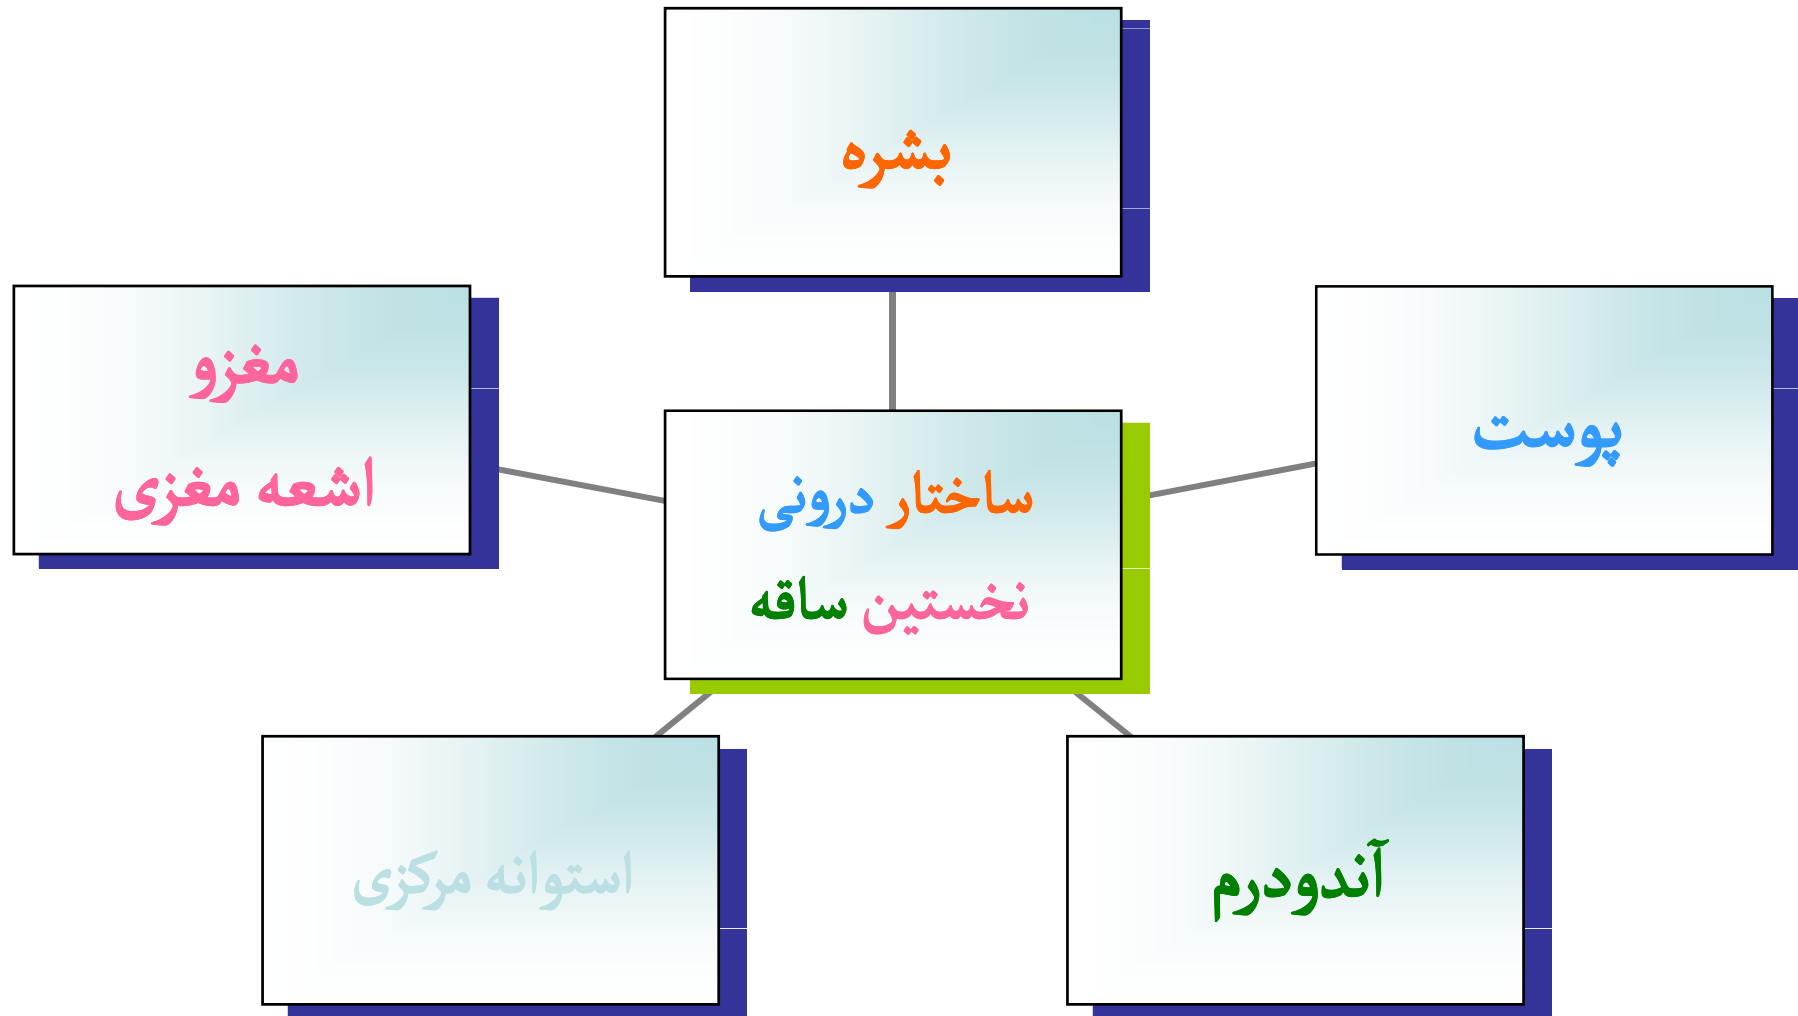 بشره
پوست
مغزو
اشعه مغزی
ساختار درونی
نخستین ساقه
آندودرم
استوانه مرکزی